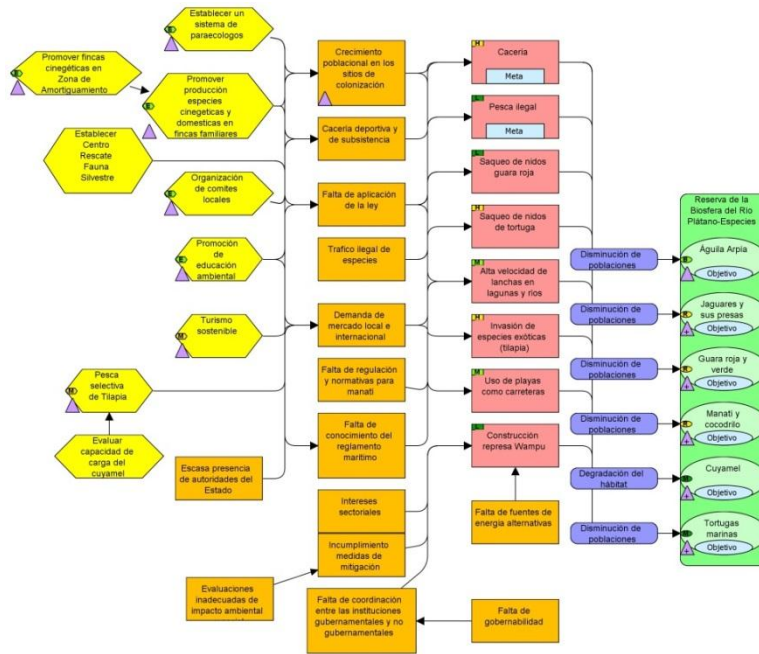 Establecer un
sistema de
paraecologos
Promover fincas
cinegéticas en
Zona de
Amortiguamiento
Promover
producción
especies
cinegeticas y
domesticas en
fincas familiares
Establecer
Centro
Rescate
Fauna
Silvestre
Organización
de comites
locales
Promoción
de
educación
ambiental
Turismo
sostenible
M
Pesca
selectiva
de Tilapia
M
Evaluar
capacidad de
carga del
cuyamel
Escasa presencia
de autoridades del
Estado
Evaluaciones
inadecuadas de
impacto ambiental
Crecimiento
poblacional en los
sitios de
colonización
Caceria deportiva y
de subsistencia
Falta de aplicación
de la ley
Trafico ilegal de
especies
Demanda de
mercado local e
internacional
Falta de regulación
y normativas para
manatí
Falta de
conocimiento del
reglamento
marítimo
Intereses
sectoriales
Incumplimiento
medidas de
mitigación
Falta de coordinación
entre las instituciones
gubernamentales y no
gubernamentales
Falta de
gobernabilidad
H
Caceria
Meta
L
Pesca ilegal
Meta
L
Saqueo de nidos
guara roja
H
Saqueo de nidos
de tortuga
M
Alta velocidad de
lanchas en
lagunas y rios
H
Invasión de
especies exóticas
(tilapia)
M
Uso de playas
como carreteras
L
Construcción
represa Wampu
Falta de fuentes de
energia alternativas
Disminución de
poblaciones
Disminución de
poblaciones
Disminución de
poblaciones
Disminución de
poblaciones
Degradación del
hábitat
Disminución de
poblaciones
Reserva de la
Biosfera del Rio
Plátano-Especies
Águila Arpia
Objetivo
Jaguares y
sus presas
Objetivo
Guara roja y
verde
Objetivo
Manati y
cocodrilo
Objetivo
Cuyamel
M
Objetivo
Tortugas
marinas
M
Objetivo